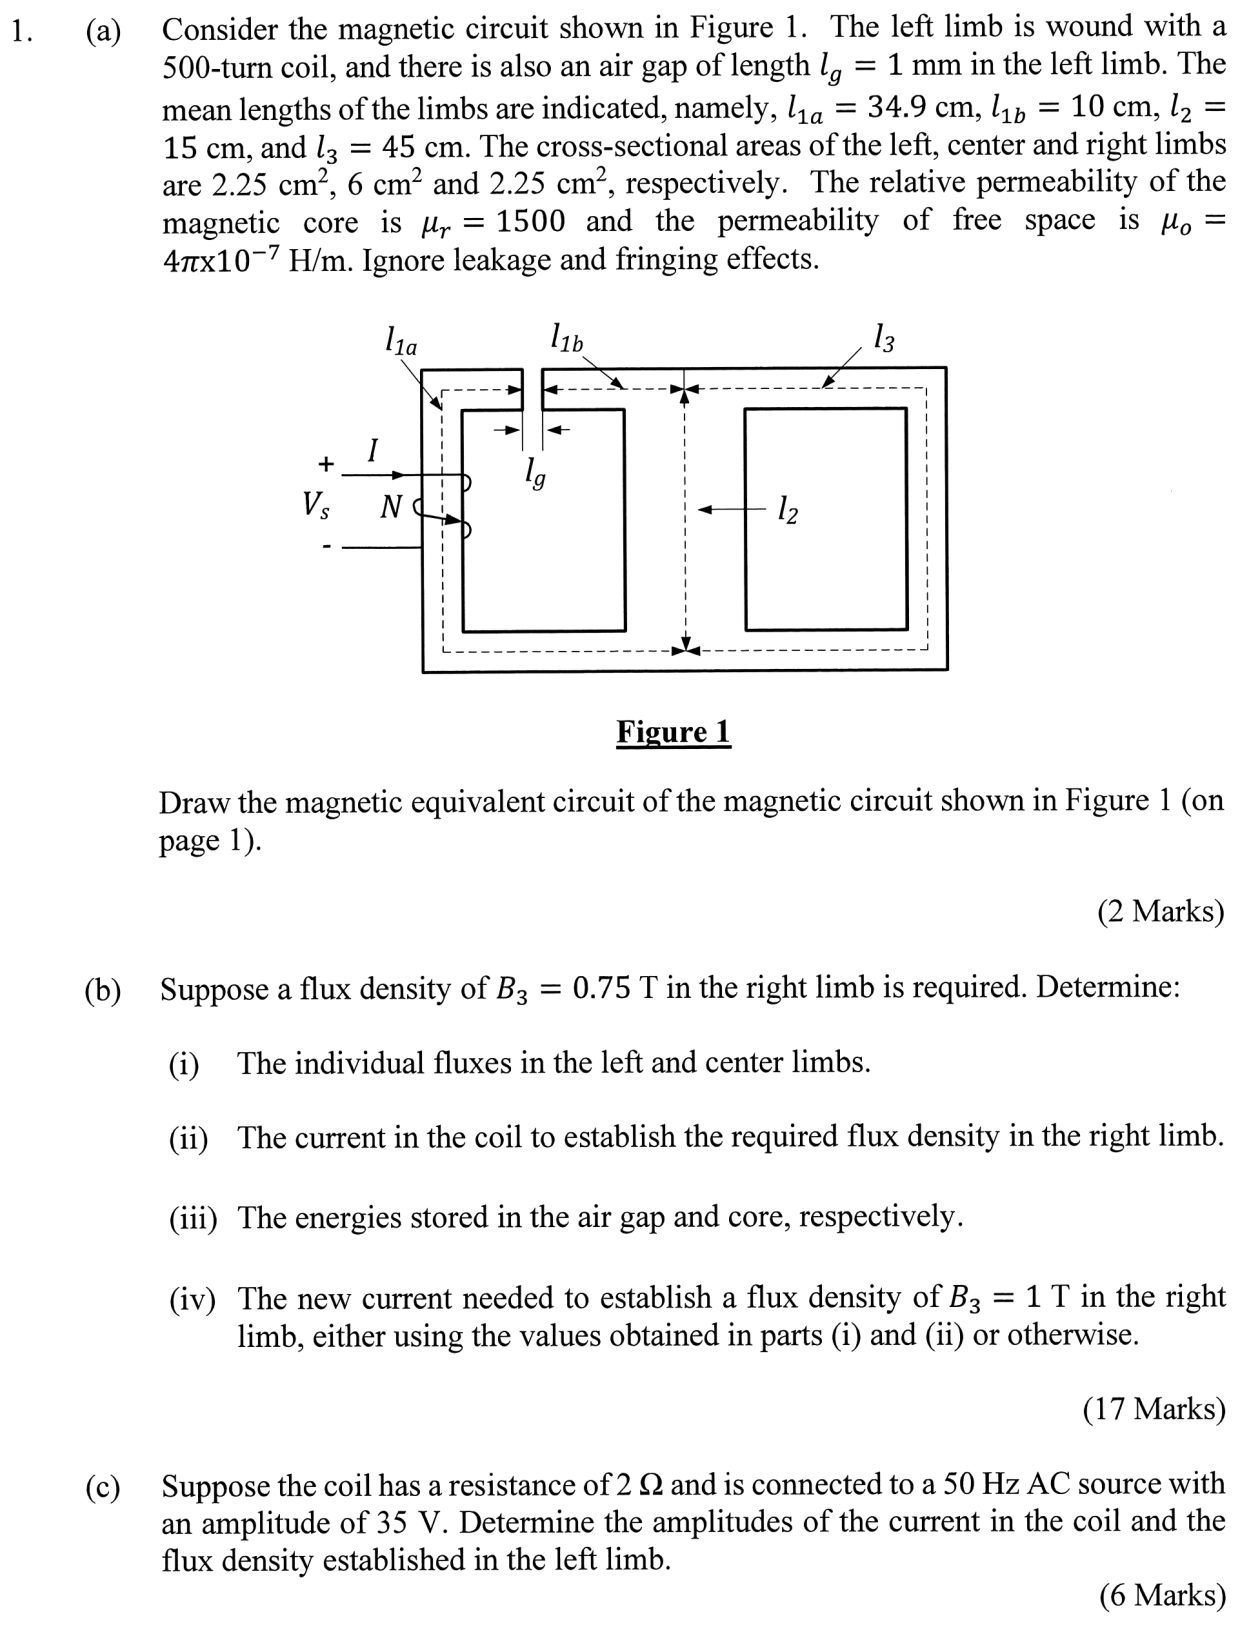 1. (a) Consider the magnetic circuit shown in Figure 1. The left limb is wound with a
500-turn coil, and there is also an air gap of length l_g = 1 mm in the left limb. The
mean lengths of the limbs are indicated, namely, l_1a = 34.9 cm, l_1b = 10 cm, l_2 =
15 cm, and l_3 = 45 cm. The cross-sectional areas of the left, center and right limbs
are 2.25 cm², 6 cm² and 2.25 cm², respectively. The relative permeability of the
magnetic core is μ_r = 1500 and the permeability of free space is μ_o =
4πx10⁻⁷ H/m. Ignore leakage and fringing effects.
l_1a
l_1b
l_3
I
+
l_g
V_s
N
l_2
-
Figure 1
Draw the magnetic equivalent circuit of the magnetic circuit shown in Figure 1 (on
page 1).
(2 Marks)
(b) Suppose a flux density of B_3 = 0.75 T in the right limb is required. Determine:
(i) The individual fluxes in the left and center limbs.
(ii) The current in the coil to establish the required flux density in the right limb.
(iii) The energies stored in the air gap and core, respectively.
(iv) The new current needed to establish a flux density of B_3 = 1 T in the right
limb, either using the values obtained in parts (i) and (ii) or otherwise.
(17 Marks)
(c) Suppose the coil has a resistance of 2 Ω and is connected to a 50 Hz AC source with
an amplitude of 35 V. Determine the amplitudes of the current in the coil and the
flux density established in the left limb.
(6 Marks)